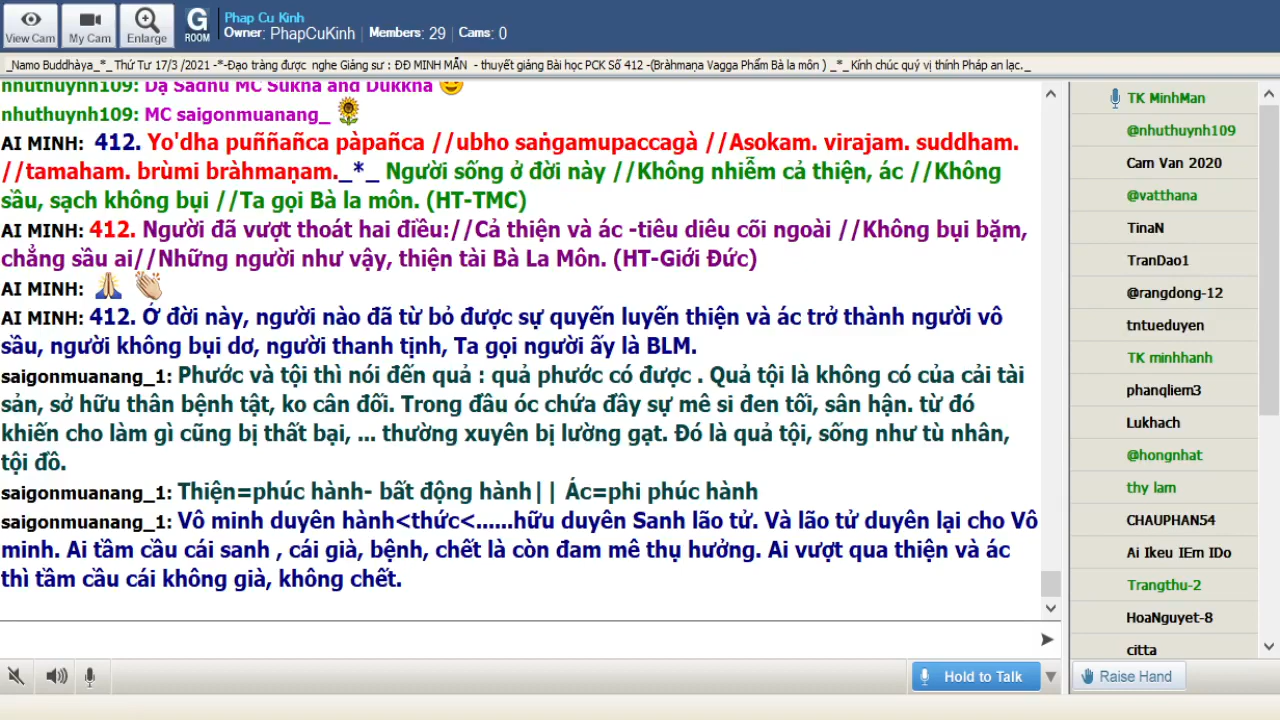 View Cam
My Cam
Enlarge
G
ROOM
Phap Cu Kinh
Owner: PhapCuKinh | Members: 29 | Cams: 0
_Namo Buddhàya_*_ Thứ Tư 17/3 /2021 -*-Đạo tràng được nghe Giảng sư : ĐĐ MINH MẪN - thuyết giảng Bài học PCK Số 412 -(Bràhmaṇa Vagga Phẩm Bà la môn ) _*_ Kính chúc quý vị thính Pháp an lạc._
nhuthuynh109: Dạ Sadhu MC Sukha and Dukkha
nhuthuynh109: MC saigonmuanang_
AI MINH: 412. Yo'dha puññañca pàpañca //ubho saṅgamupaccagà //Asokam. virajam. suddham.
//tamaham. brùmi bràhmaṇam._*_ Người sống ở đời này //Không nhiễm cả thiện, ác //Không
sầu, sạch không bụi //Ta gọi Bà la môn. (HT-TMC)
AI MINH: 412. Người đã vượt thoát hai điều://Cả thiện và ác -tiêu diêu cõi ngoài //Không bụi bặm,
chẳng sầu ai//Những người như vậy, thiện tài Bà La Môn. (HT-Giới Đức)
AI MINH:
AI MINH: 412. Ở đời này, người nào đã từ bỏ được sự quyến luyến thiện và ác trở thành người vô
sầu, người không bụi dơ, người thanh tịnh, Ta gọi người ấy là BLM.
saigonmuanang_1: Phước và tội thì nói đến quả : quả phước có được . Quả tội là không có của cải tài
sản, sở hữu thân bệnh tật, ko cân đối. Trong đầu óc chứa đầy sự mê si đen tối, sân hận. từ đó
khiến cho làm gì cũng bị thất bại, ... thường xuyên bị lường gạt. Đó là quả tội, sống như tù nhân,
tội đồ.
saigonmuanang_1: Thiện=phúc hành- bất động hành|| Ác=phi phúc hành
saigonmuanang_1: Vô minh duyên hành<thức<......hữu duyên Sanh lão tử. Và lão tử duyên lại cho Vô
minh. Ai tầm cầu cái sanh , cái già, bệnh, chết là còn đam mê thụ hưởng. Ai vượt qua thiện và ác
thì tầm cầu cái không già, không chết.
TK MinhMan
@nhuthuynh109
Cam Van 2020
@vatthana
TinaN
TranDao1
@rangdong-12
tntueduyen
TK minhhanh
phanqliem3
Lukhach
@hongnhat
thy lam
CHAUPHAN54
Ai Ikeu IEm IDo
Trangthu-2
HoaNguyet-8
citta
Hold to Talk
Raise Hand